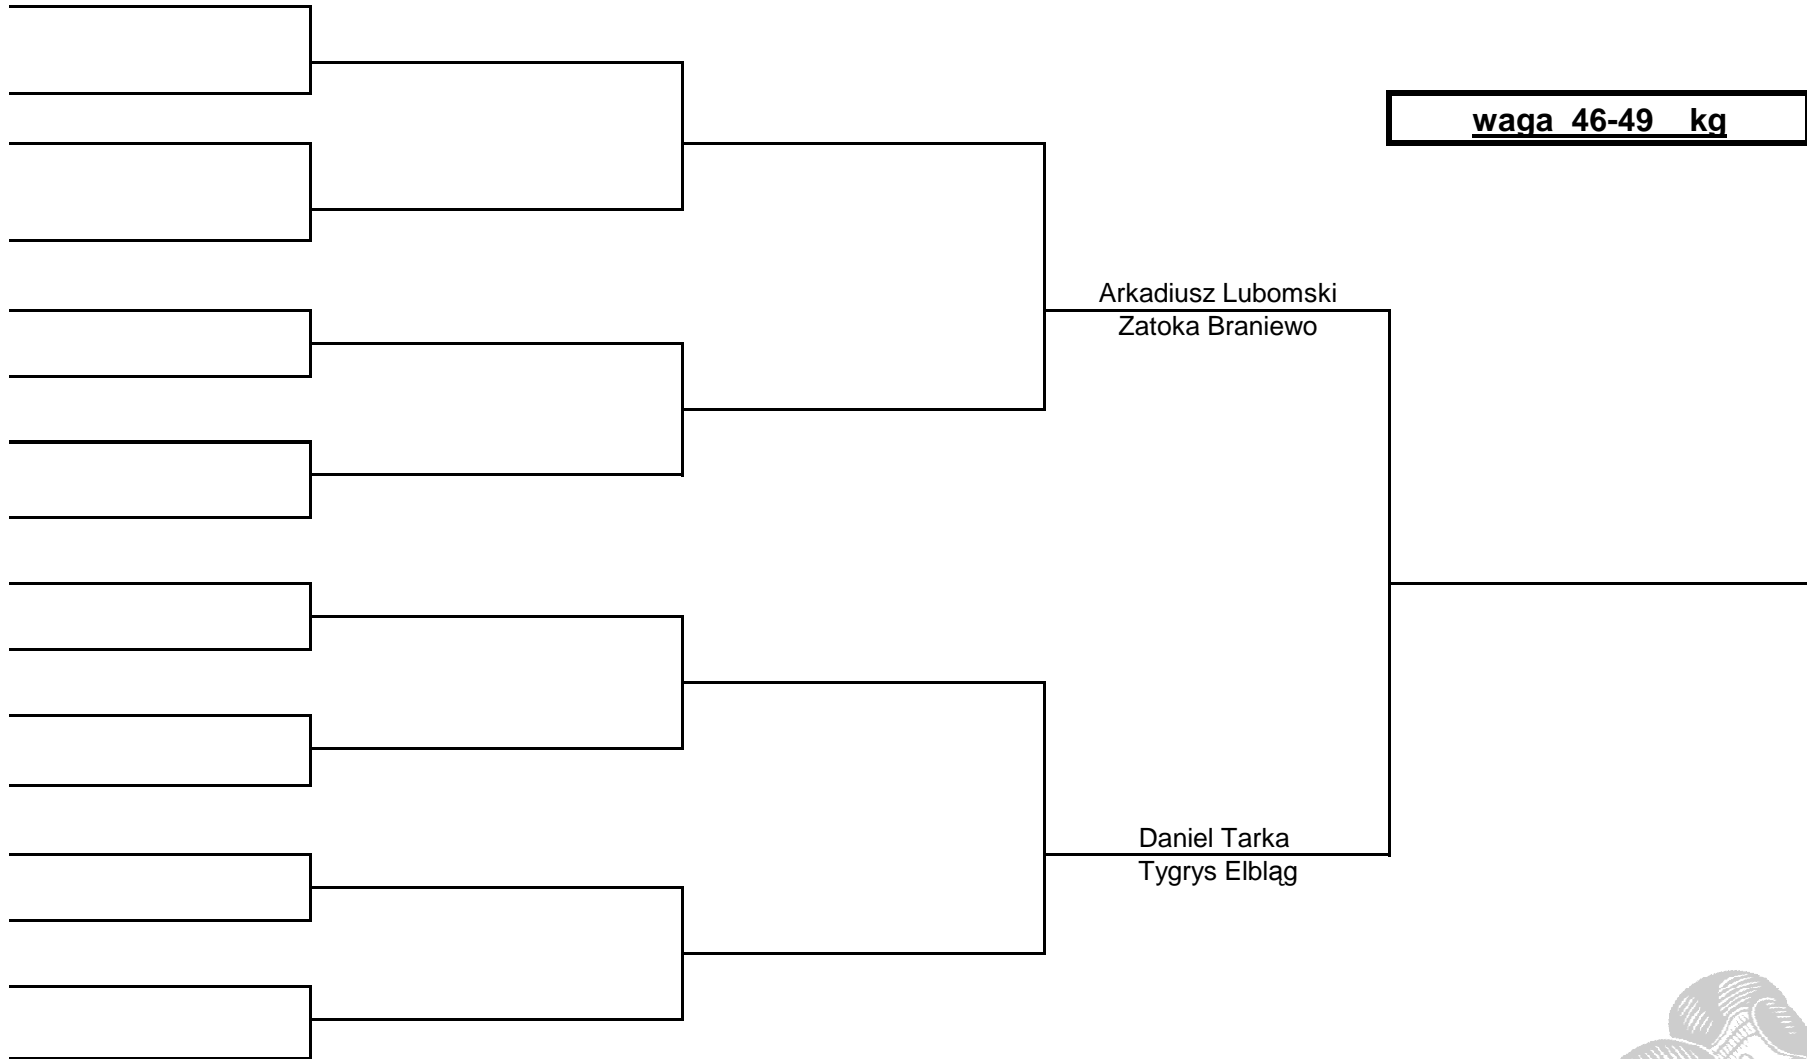 waga 46-49 kg
Arkadiusz Lubomski
Zatoka Braniewo
Daniel Tarka
Tygrys Elbląg